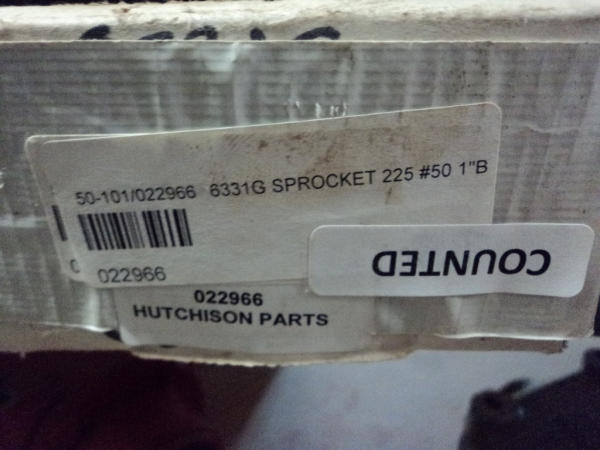 50-101/022966 6331G SPROCKET 225 #50 1"B
022966
COUNTED
022966
HUTCHISON PARTS